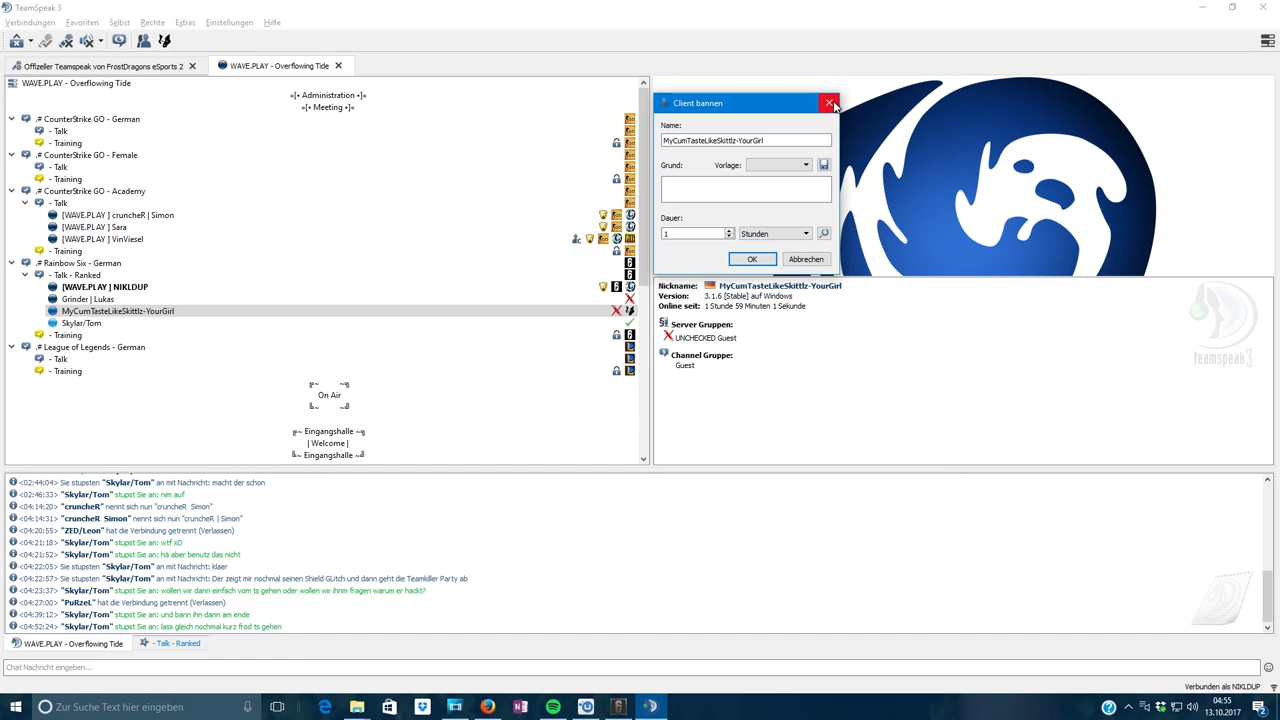 TeamSpeak 3
Verbindungen Favoriten Selbst Rechte Extras Einstellungen Hilfe
Offizeller Teamspeak von FrostDragons eSports 2 WAVE.PLAY - Overflowing Tide
WAVE.PLAY - Overflowing Tide
»[• Administration •]«
»[• Meeting •]«
.# CounterStrike GO - German
- Talk
- Training
.# CounterStrike GO - Female
- Talk
- Training
.# CounterStrike GO - Academy
- Talk
[WAVE.PLAY ] cruncheR | Simon
[WAVE.PLAY ] Sara
[WAVE.PLAY ] VinViesel
- Training
.# Rainbow Six - German
- Talk - Ranked
[WAVE.PLAY ] NIKLDUP
Grinder | Lukas
MyCumTasteLikeSkittlz-YourGirl
Skylar/Tom
- Training
.# League of Legends - German
- Talk
- Training
╔~ ~╗
On Air
╚~ ~╝
╔~ Eingangshalle ~╗
| Welcome |
╚~ Eingangshalle ~╝
Client bannen
Name:
MyCumTasteLikeSkittlz-YourGirl
Grund: Vorlage:
Dauer:
1 Stunden
OK Abbrechen
Nickname: MyCumTasteLikeSkittlz-YourGirl
Version: 3.1.6 [Stable] auf Windows
Online seit: 1 Stunde 59 Minuten 1 Sekunde
Server Gruppen:
UNCHECKED Guest
Channel Gruppe:
Guest
teamspeak 3
<02:44:04> Sie stupsten "Skylar/Tom" an mit Nachricht: macht der schon
<02:46:33> "Skylar/Tom" stupst Sie an: nim auf
<04:14:20> "cruncheR" nennt sich nun "cruncheR  Simon"
<04:14:31> "cruncheR  Simon" nennt sich nun "cruncheR | Simon"
<04:20:55> "ZED/Leon" hat die Verbindung getrennt (Verlassen)
<04:21:18> "Skylar/Tom" stupst Sie an: wtf xD
<04:21:52> "Skylar/Tom" stupst Sie an: hä aber benutz das nicht
<04:22:05> Sie stupsten "Skylar/Tom" an mit Nachricht: klaer
<04:22:57> Sie stupsten "Skylar/Tom" an mit Nachricht: Der zeigt mir nochmal seinen Shield GLitch und dann geht die Teamkiller Party ab
<04:23:37> "Skylar/Tom" stupst Sie an: wollen wir dann einfach vom ts gehen oder wollen wir ihnm fragen warum er hackt?
<04:27:00> "PuRzeL" hat die Verbindung getrennt (Verlassen)
<04:39:12> "Skylar/Tom" stupst Sie an: und bann ihn dann am ende
<04:52:24> "Skylar/Tom" stupst Sie an: lass gleich nochmal kurz frod ts gehen
WAVE.PLAY - Overflowing Tide - Talk - Ranked
Chat Nachricht eingeben...
Verbunden als NIKLDUP
Zur Suche Text hier eingeben
04:55
13.10.2017
2